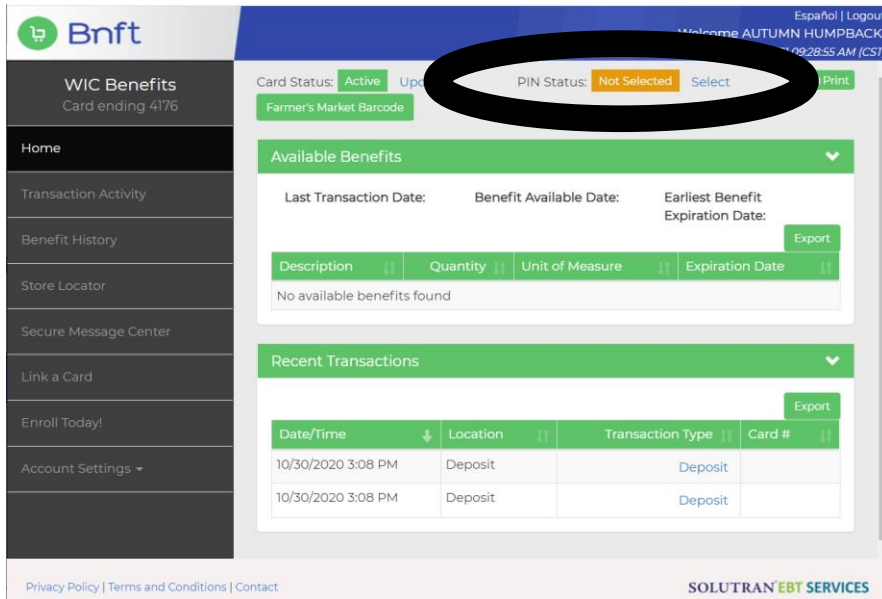 Bnft
Español | Logout
Welcome AUTUMN HUMPBACK
09:28:55 AM (CST
WIC Benefits
Card ending 4176
Card Status: Active PIN Status: Not Selected Select Print
Farmer's Market Barcode
Home
Transaction Activity
Benefit History
Store Locator
Secure Message Center
Link a Card
Enroll Today!
Account Settings
Available Benefits
Last Transaction Date: Benefit Available Date: Earliest Benefit
Expiration Date:
Export
Description Quantity Unit of Measure Expiration Date
No available benefits found
Recent Transactions
Export
Date/Time Location Transaction Type Card #
10/30/2020 3:08 PM Deposit Deposit
10/30/2020 3:08 PM Deposit Deposit
Privacy Policy | Terms and Conditions | Contact
SOLUTRAN EBT SERVICES